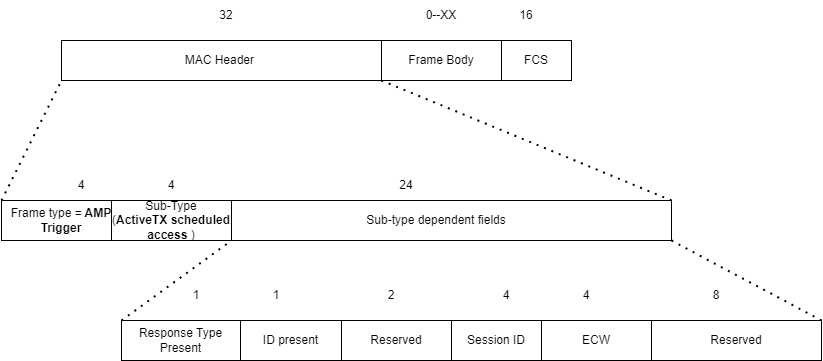 32 0--XX 16
MAC Header Frame Body FCS
4 4 24
Frame type = AMP
Trigger
Sub-Type
(ActiveTX scheduled
access )
Sub-type dependent fields
1 1 2 4 4 8
Response Type
Present
ID present
Reserved
Session ID
ECW
Reserved